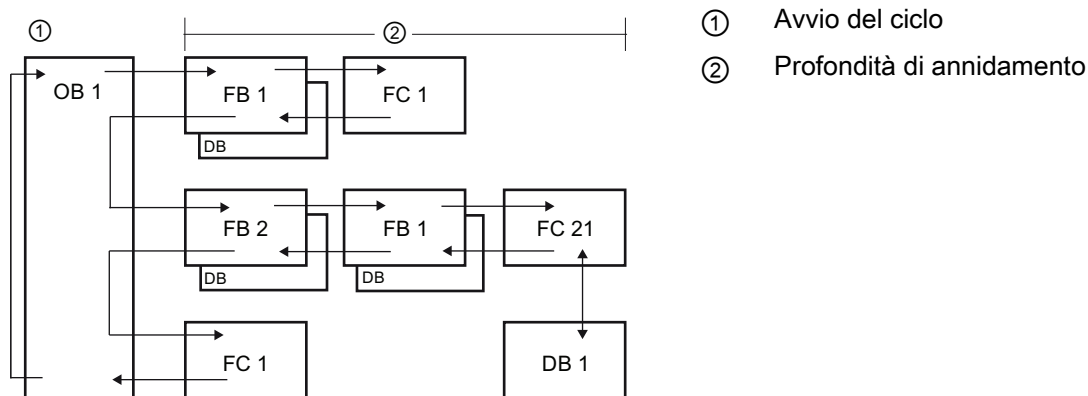 ① ②
OB 1 FB 1 FC 1
DB
FB 2 FB 1 FC 21
DB DB
FC 1 DB 1
① Avvio del ciclo
② Profondità di annidamento